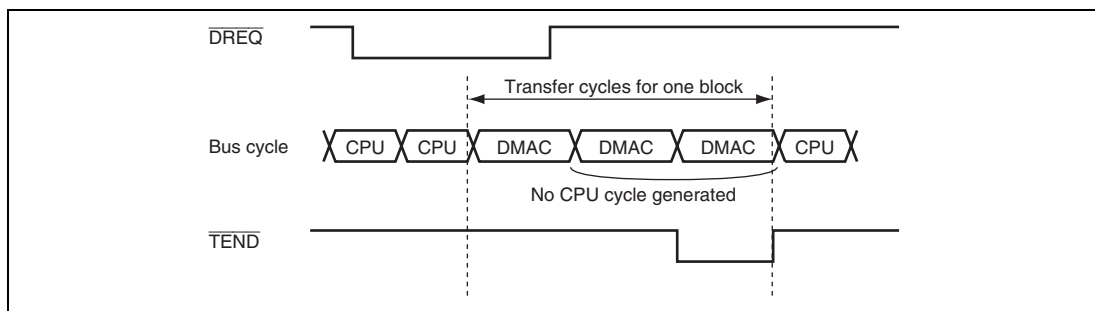 DREQ
Transfer cycles for one block
Bus cycle CPU CPU DMAC DMAC DMAC CPU
No CPU cycle generated
TEND